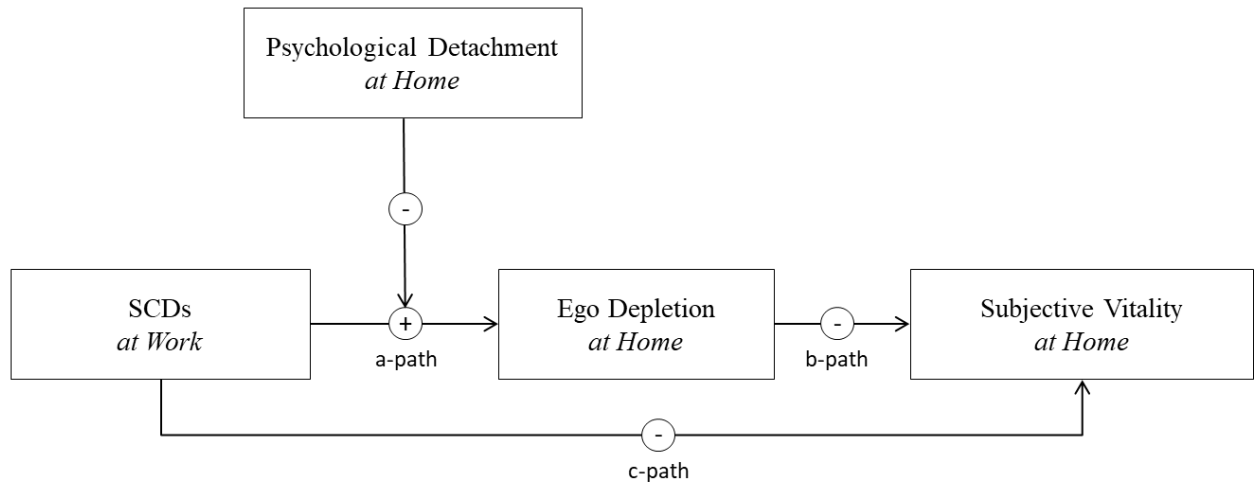 Psychological Detachment
at Home
-
SCDs
at Work
+
a-path
Ego Depletion
at Home
-
b-path
Subjective Vitality
at Home
-
c-path